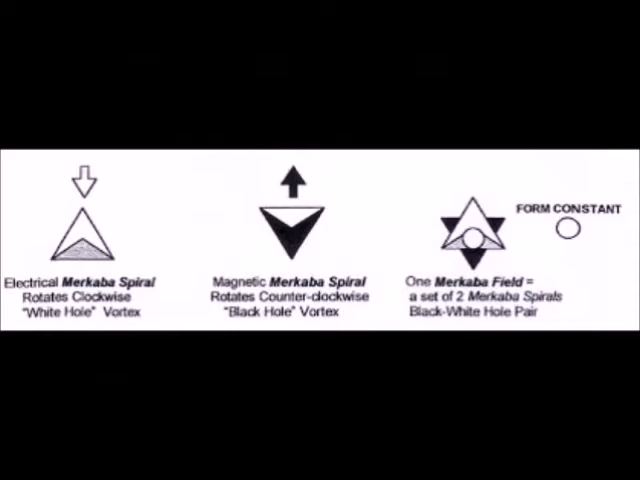 FORM CONSTANT
Electrical Merkaba Spiral
Rotates Clockwise
"White Hole" Vortex
Magnetic Merkaba Spiral
Rotates Counter-clockwise
"Black Hole" Vortex
One Merkaba Field =
a set of 2 Merkaba Spirals
Black-White Hole Pair